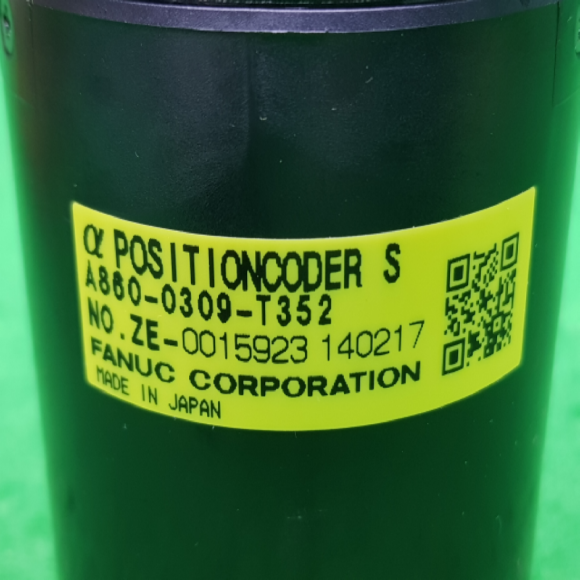 α POSITIONCODER S
A860-0309-T352
NO.ZE-0015923 140217
FANUC CORPORATION
MADE IN JAPAN